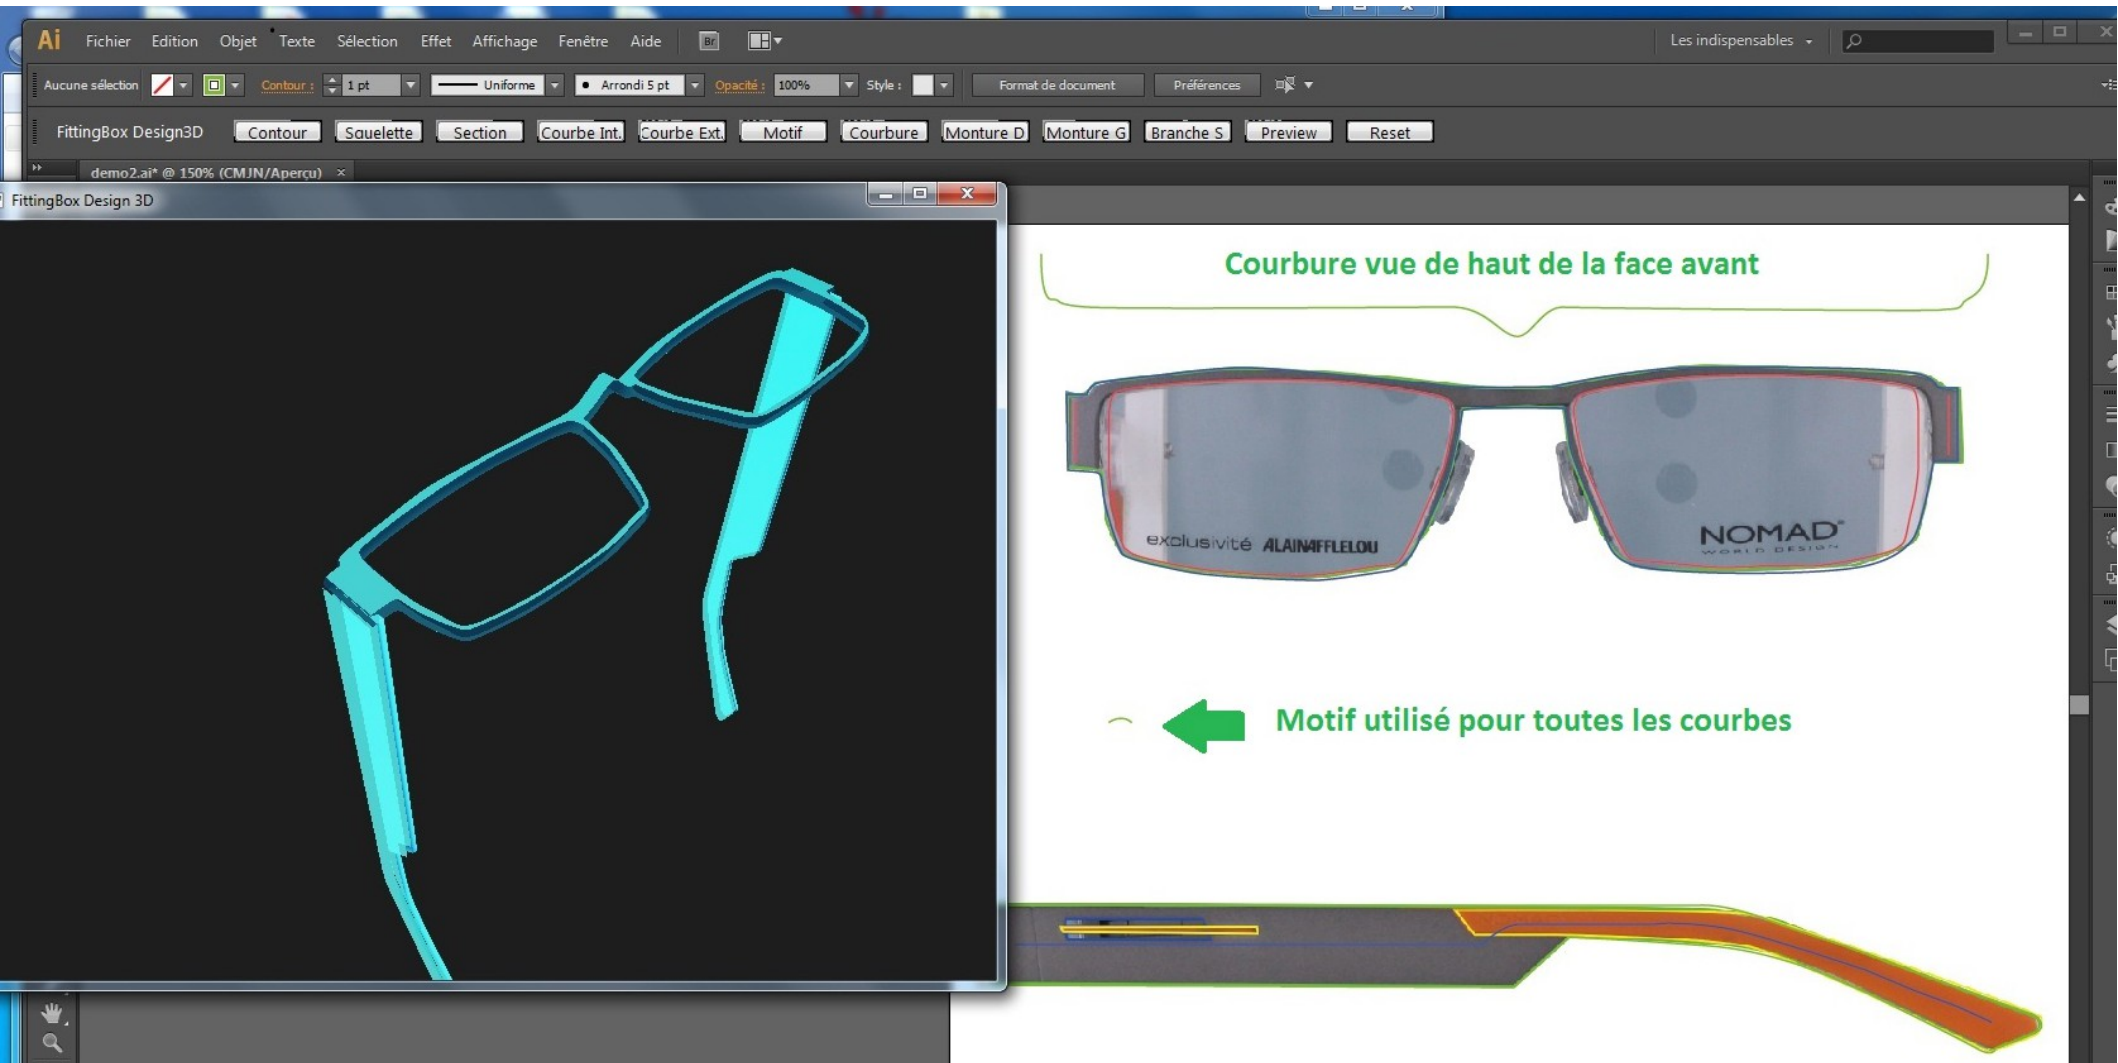 Ai Fichier Edition Objet Texte Sélection Effet Affichage Fenêtre Aide Br Les indispensables
Aucune sélection Contour : 1 pt Uniforme Arrondi 5 pt Opacité : 100% Style : Format de document Préférences
FittingBox Design3D Contour Squelette Section Courbe Int. Courbe Ext. Motif Courbure Monture D Monture G Branche S Preview Reset
demo2.ai* @ 150% (CMJN/Aperçu) ×
FittingBox Design 3D
Courbure vue de haut de la face avant
exclusivité ALAINAFFLELOU
NOMAD
WORLD DESIGN
Motif utilisé pour toutes les courbes